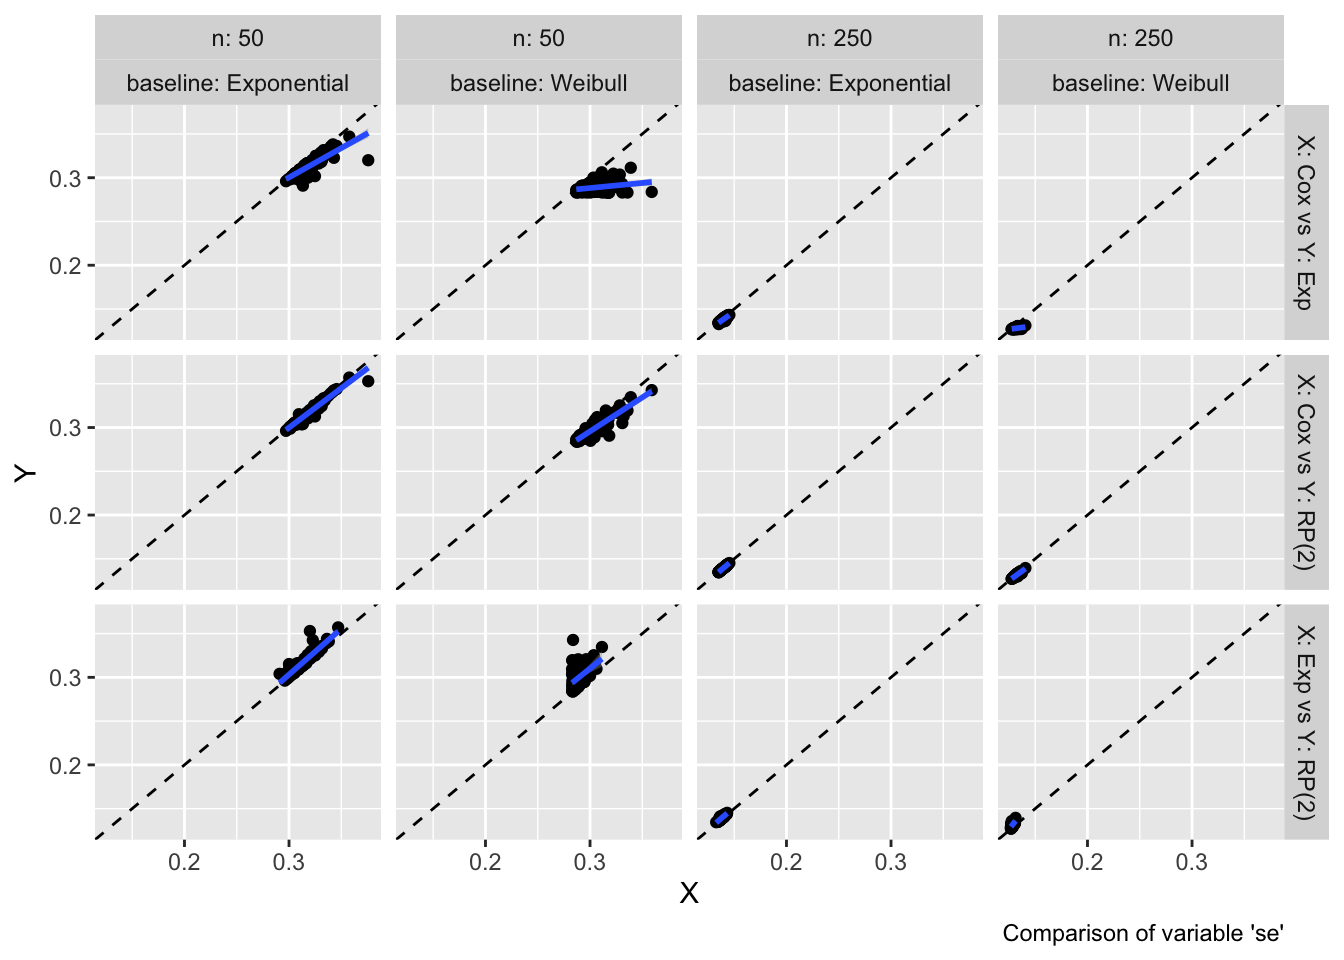 n: 50
n: 50
n: 250
n: 250
baseline: Exponential
baseline: Weibull
baseline: Exponential
baseline: Weibull
0.3
0.2
X: Cox vs Y: Exp
0.3
0.2
X: Cox vs Y: RP(2)
Y
0.3
0.2
X: Exp vs Y: RP(2)
0.2
0.3
0.2
0.3
0.2
0.3
0.2
0.3
X
Comparison of variable 'se'